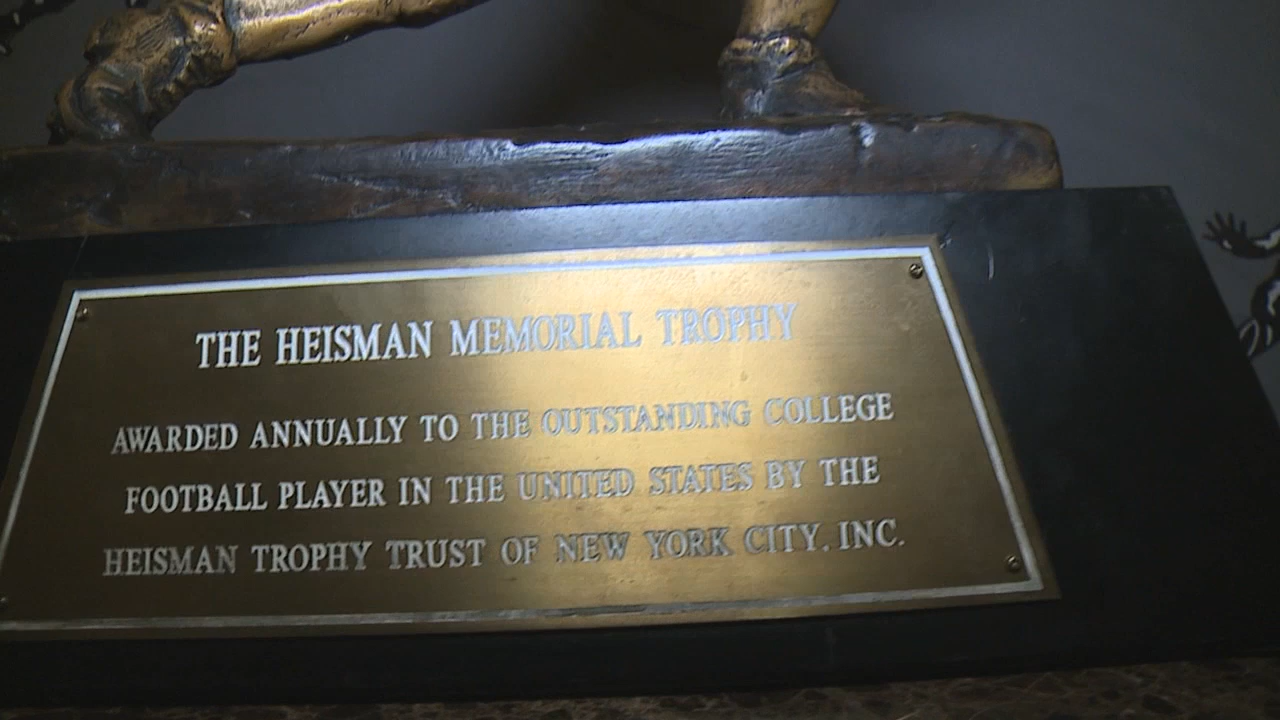 THE HEISMAN MEMORIAL TROPHY
AWARDED ANNUALLY TO THE OUTSTANDING COLLEGE
FOOTBALL PLAYER IN THE UNITED STATES BY THE
HEISMAN TROPHY TRUST OF NEW YORK CITY, INC.